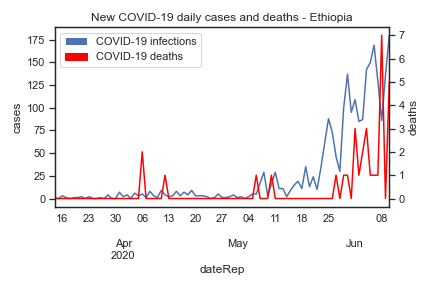 New COVID-19 daily cases and deaths - Ethiopia
COVID-19 infections
COVID-19 deaths
175
150
125
100
75
50
25
0
cases
7
6
5
4
3
2
1
0
deaths
16 23 30 06 13 20 27 04 11 18 25 08
Apr May Jun
2020
dateRep